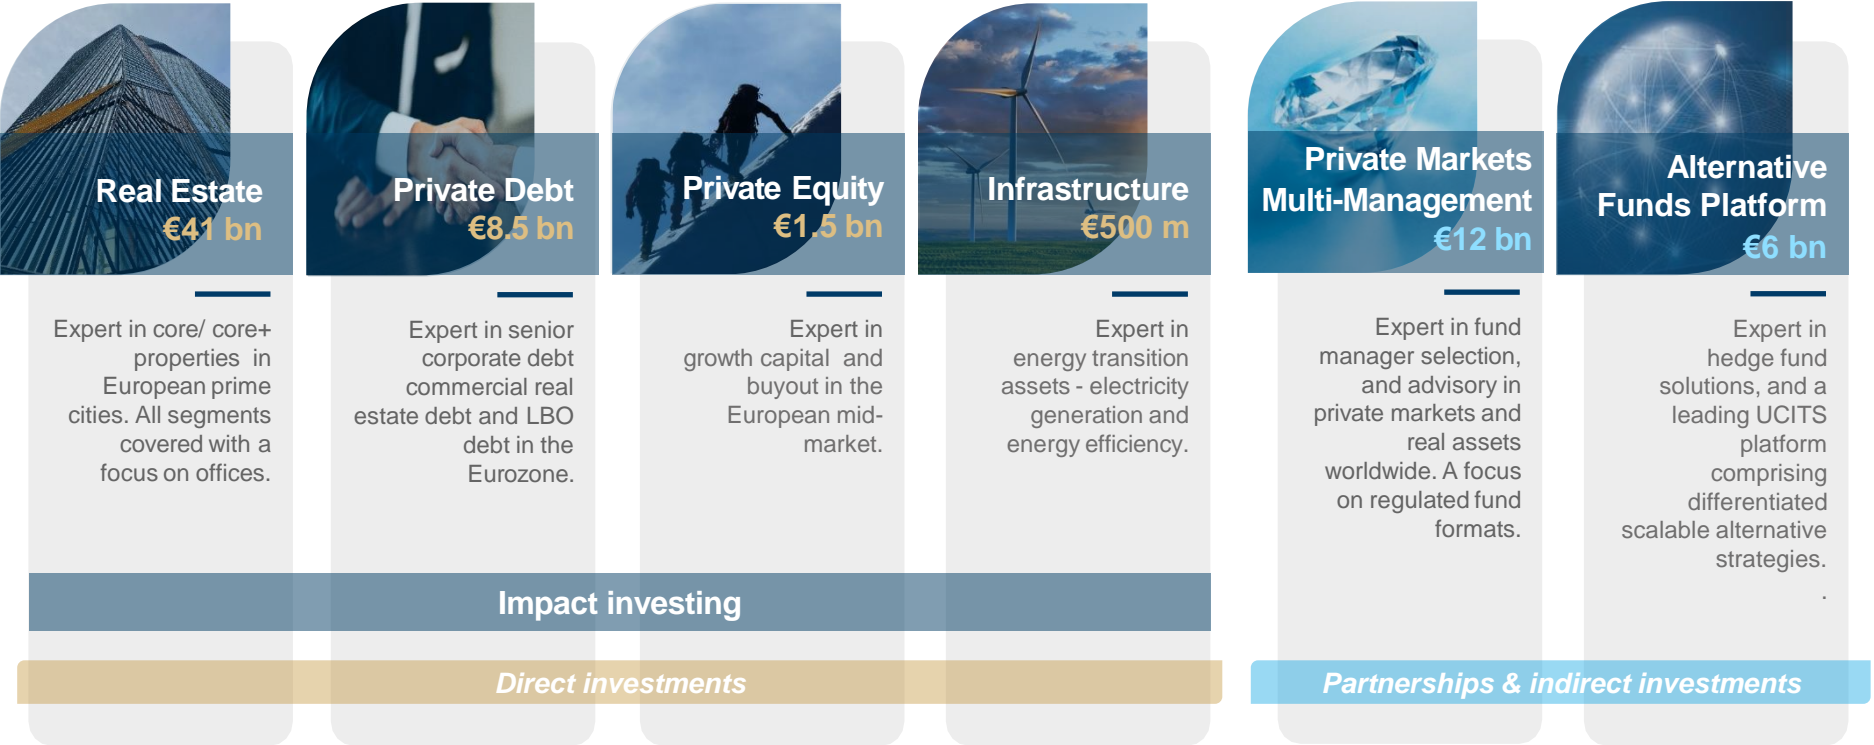 Real Estate
€41 bn
Expert in core/ core+
properties in
European prime
cities. All segments
covered with a
focus on offices.
Private Debt
€8.5 bn
Expert in senior
corporate debt
commercial real
estate debt and LBO
debt in the
Eurozone.
Private Equity
€1.5 bn
Expert in
growth capital and
buyout in the
European mid-
market.
Infrastructure
€500 m
Expert in
energy transition
assets - electricity
generation and
energy efficiency.
Private Markets
Multi-Management
€12 bn
Expert in fund
manager selection,
and advisory in
private markets and
real assets
worldwide. A focus
on regulated fund
formats.
Alternative
Funds Platform
€6 bn
Expert in
hedge fund
solutions, and a
leading UCITS
platform
comprising
differentiated
scalable alternative
strategies.
.
Impact investing
Direct investments
Partnerships & indirect investments